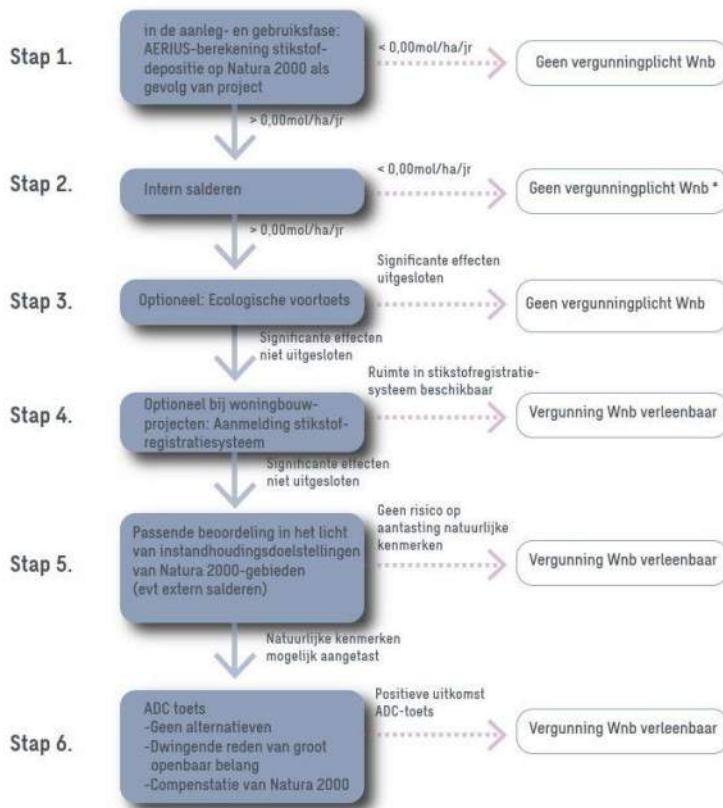 Stap 1.
in de aanleg- en gebruiksfase:
AERIUS-berekening stikstof-
depositie op Natura 2000 als
gevolg van project
< 0,00mol/ha/jr
Geen vergunningplicht Wnb
> 0,00mol/ha/jr
Stap 2.
Intern salderen
< 0,00mol/ha/jr
Geen vergunningplicht Wnb *
> 0,00mol/ha/jr
Stap 3.
Optioneel: Ecologische voortoets
Significante effecten
uitgesloten
Geen vergunningplicht Wnb
Significante effecten
niet uitgesloten
Stap 4.
Optioneel bij woningbouw-
projecten: Aanmelding stikstof-
registratiesysteem
Ruimte in stikstofregistratie-
systeem beschikbaar
Vergunning Wnb verleenbaar
Significante effecten
niet uitgesloten
Stap 5.
Passende beoordeling in het licht
van instandhoudingsdoelstellingen
van Natura 2000-gebieden
(evt extern salderen)
Geen risico op
aantasting natuurlijke
kenmerken
Vergunning Wnb verleenbaar
Natuurlijke kenmerken
mogelijk aangetast
Stap 6.
ADC toets
-Geen alternatieven
-Dwingende reden van groot
openbaar belang
-Compenstatie van Natura 2000
Positieve uitkomst
ADC-toets
Vergunning Wnb verleenbaar